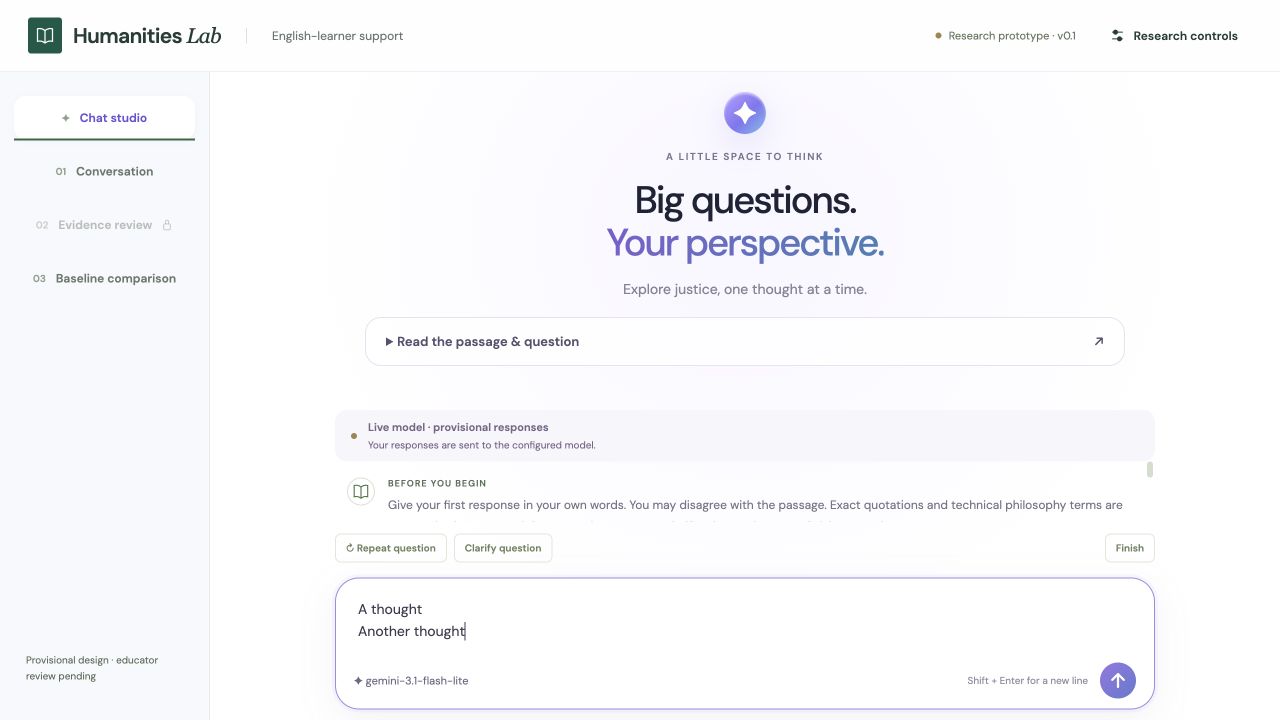 Humanities Lab
English-learner support
Research prototype · v0.1
Research controls
Chat studio
01 Conversation
02 Evidence review
03 Baseline comparison
Provisional design · educator
review pending
A LITTLE SPACE TO THINK
Big questions.
Your perspective.
Explore justice, one thought at a time.
Read the passage & question
Live model · provisional responses
Your responses are sent to the configured model.
BEFORE YOU BEGIN
Give your first response in your own words. You may disagree with the passage. Exact quotations and technical philosophy terms are
Repeat question
Clarify question
Finish
A thought
Another thought
gemini-3.1-flash-lite
Shift + Enter for a new line